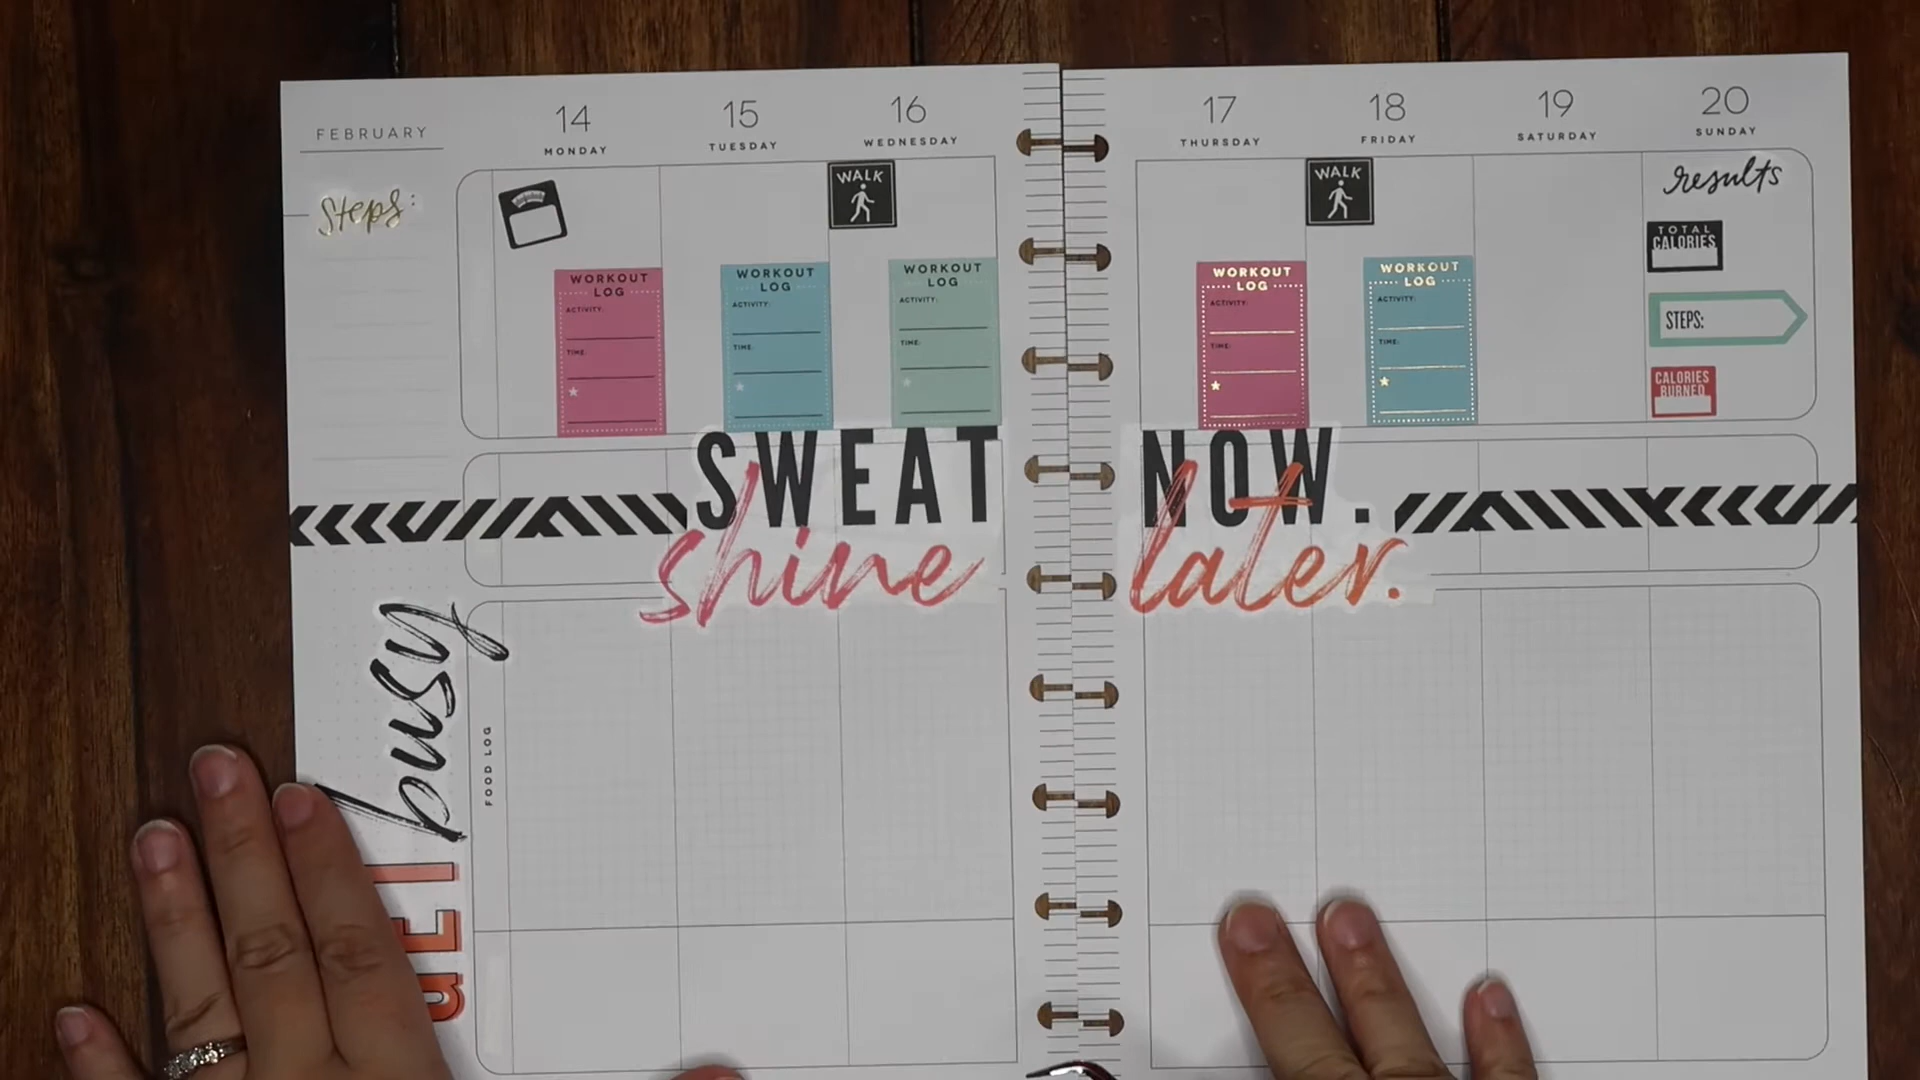 FEBRUARY
14
MONDAY
15
TUESDAY
16
WEDNESDAY
17
THURSDAY
18
FRIDAY
19
SATURDAY
20
SUNDAY
Steps:
WALK
WALK
results
TOTAL
CALORIES
STEPS:
CALORIES
BURNED
WORKOUT
LOG
ACTIVITY:
TIME:
WORKOUT
LOG
ACTIVITY:
TIME:
WORKOUT
LOG
ACTIVITY:
TIME:
WORKOUT
LOG
ACTIVITY:
TIME:
WORKOUT
LOG
ACTIVITY:
TIME:
SWEAT NOW.
shine later.
GET busy
FOOD LOG